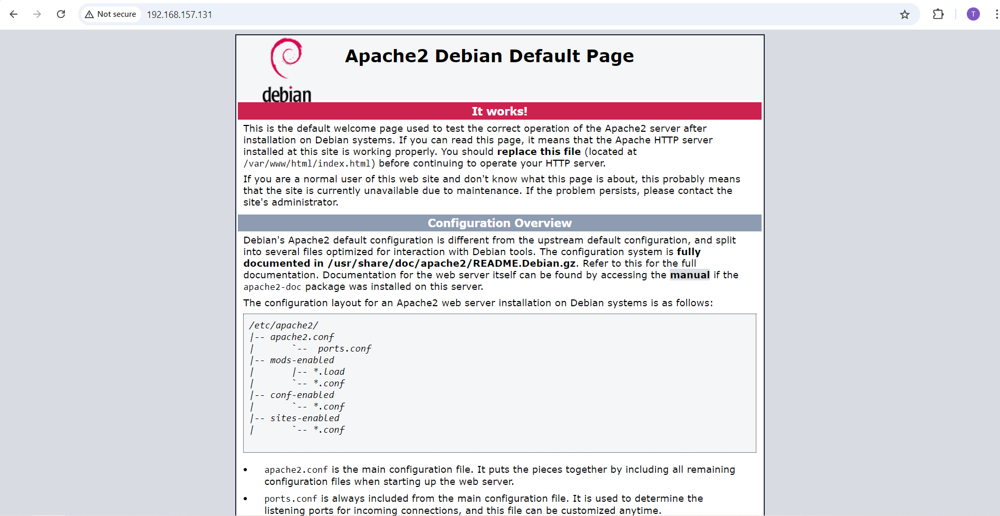 Not secure
192.168.157.131
T
debian
Apache2 Debian Default Page
It works!
This is the default welcome page used to test the correct operation of the Apache2 server after
installation on Debian systems. If you can read this page, it means that the Apache HTTP server
installed at this site is working properly. You should replace this file (located at
/var/www/html/index.html) before continuing to operate your HTTP server.
If you are a normal user of this web site and don't know what this page is about, this probably means
that the site is currently unavailable due to maintenance. If the problem persists, please contact the
site's administrator.
Configuration Overview
Debian's Apache2 default configuration is different from the upstream default configuration, and split
into several files optimized for interaction with Debian tools. The configuration system is fully
documented in /usr/share/doc/apache2/README.Debian.gz. Refer to this for the full
documentation. Documentation for the web server itself can be found by accessing the manual if the
apache2-doc package was installed on this server.
The configuration layout for an Apache2 web server installation on Debian systems is as follows:
/etc/apache2/
|-- apache2.conf
|       `--  ports.conf
|-- mods-enabled
|       |-- *.load
|       `-- *.conf
|-- conf-enabled
|       `-- *.conf
|-- sites-enabled
|       `-- *.conf
• apache2.conf is the main configuration file. It puts the pieces together by including all remaining
configuration files when starting up the web server.
• ports.conf is always included from the main configuration file. It is used to determine the
listening ports for incoming connections, and this file can be customized anytime.